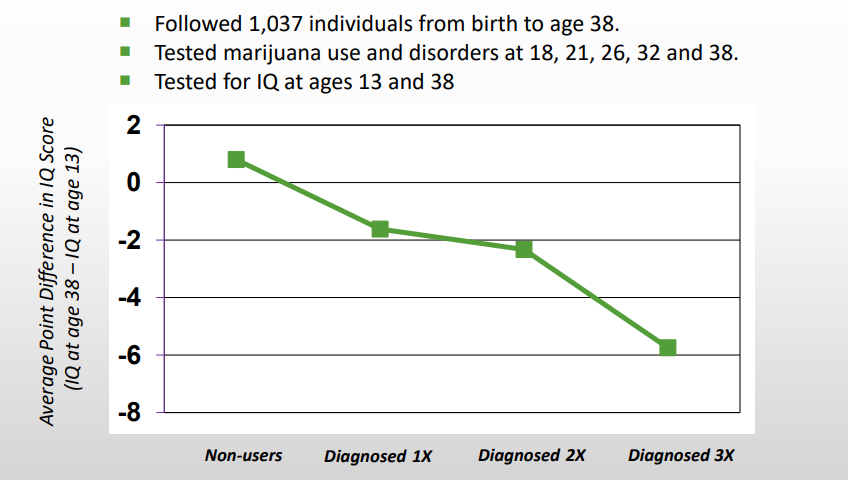 Followed 1,037 individuals from birth to age 38.
Tested marijuana use and disorders at 18, 21, 26, 32 and 38.
Tested for IQ at ages 13 and 38
Average Point Difference in IQ Score
(IQ at age 38 – IQ at age 13)
2
0
-2
-4
-6
-8
Non-users Diagnosed 1X Diagnosed 2X Diagnosed 3X